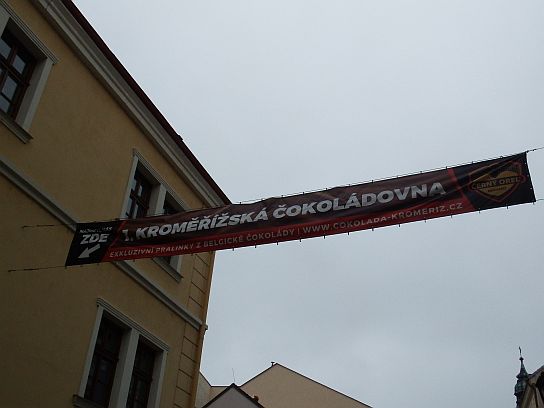 ZDE
1. KROMĚŘÍŽSKÁ ČOKOLÁDOVNA
EXKLUZIVNÍ PRALINKY Z BELGICKÉ ČOKOLÁDY | WWW.COKOLADA-KROMERIZ.CZ
ČERNÝ OREL